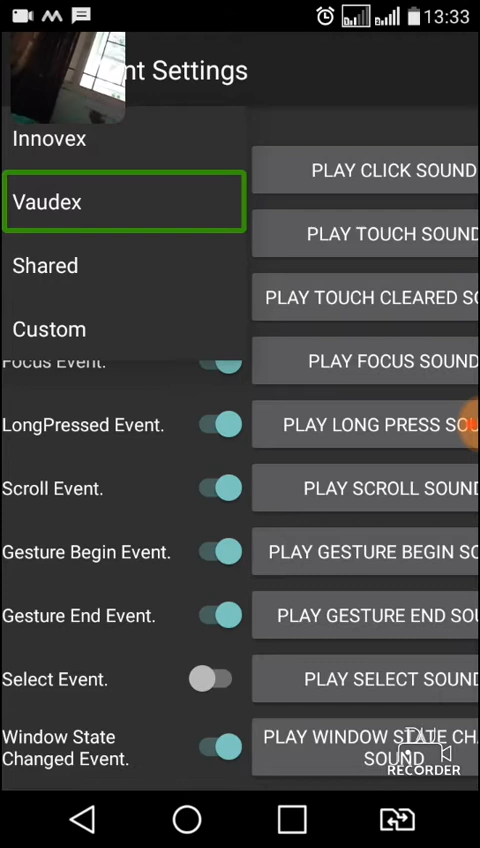 13:33
nt Settings
Innovex
Vaudex
Shared
Custom
PLAY CLICK SOUND
PLAY TOUCH SOUND
PLAY TOUCH CLEARED SO
Focus Event.
PLAY FOCUS SOUND
LongPressed Event.
PLAY LONG PRESS SOU
Scroll Event.
PLAY SCROLL SOUND
Gesture Begin Event.
PLAY GESTURE BEGIN SO
Gesture End Event.
PLAY GESTURE END SOU
Select Event.
PLAY SELECT SOUND
Window State
Changed Event.
PLAY WINDOW STATE CH
SOUND
DU
RECORDER